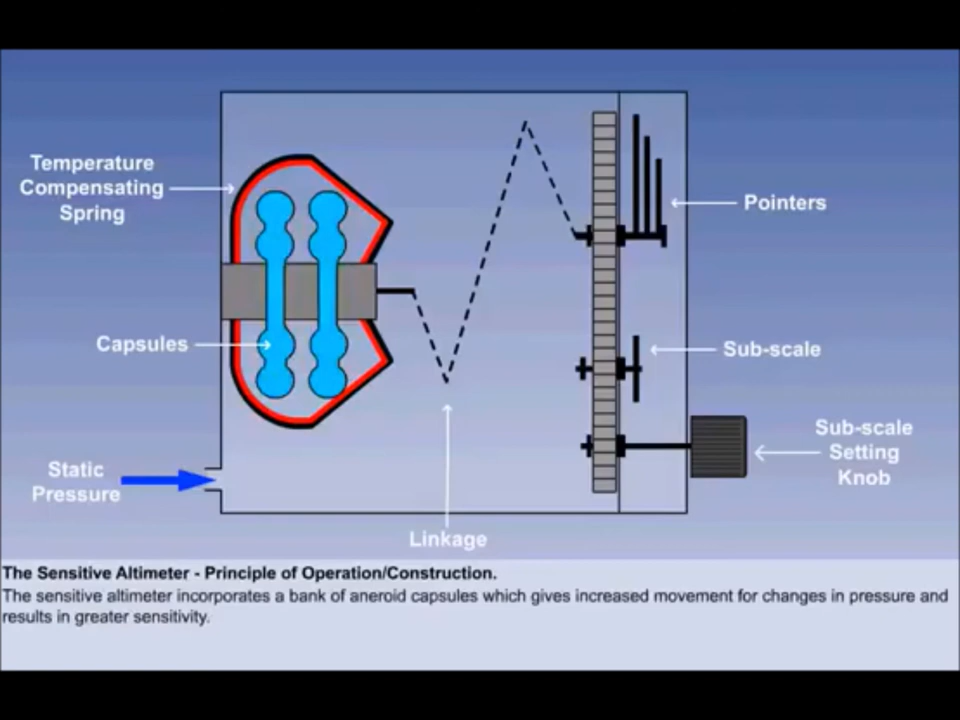 Temperature
Compensating
Spring
Pointers
Capsules
Sub-scale
Sub-scale
Setting
Knob
Static
Pressure
Linkage
The Sensitive Altimeter - Principle of Operation/Construction.
The sensitive altimeter incorporates a bank of aneroid capsules which gives increased movement for changes in pressure and
results in greater sensitivity.